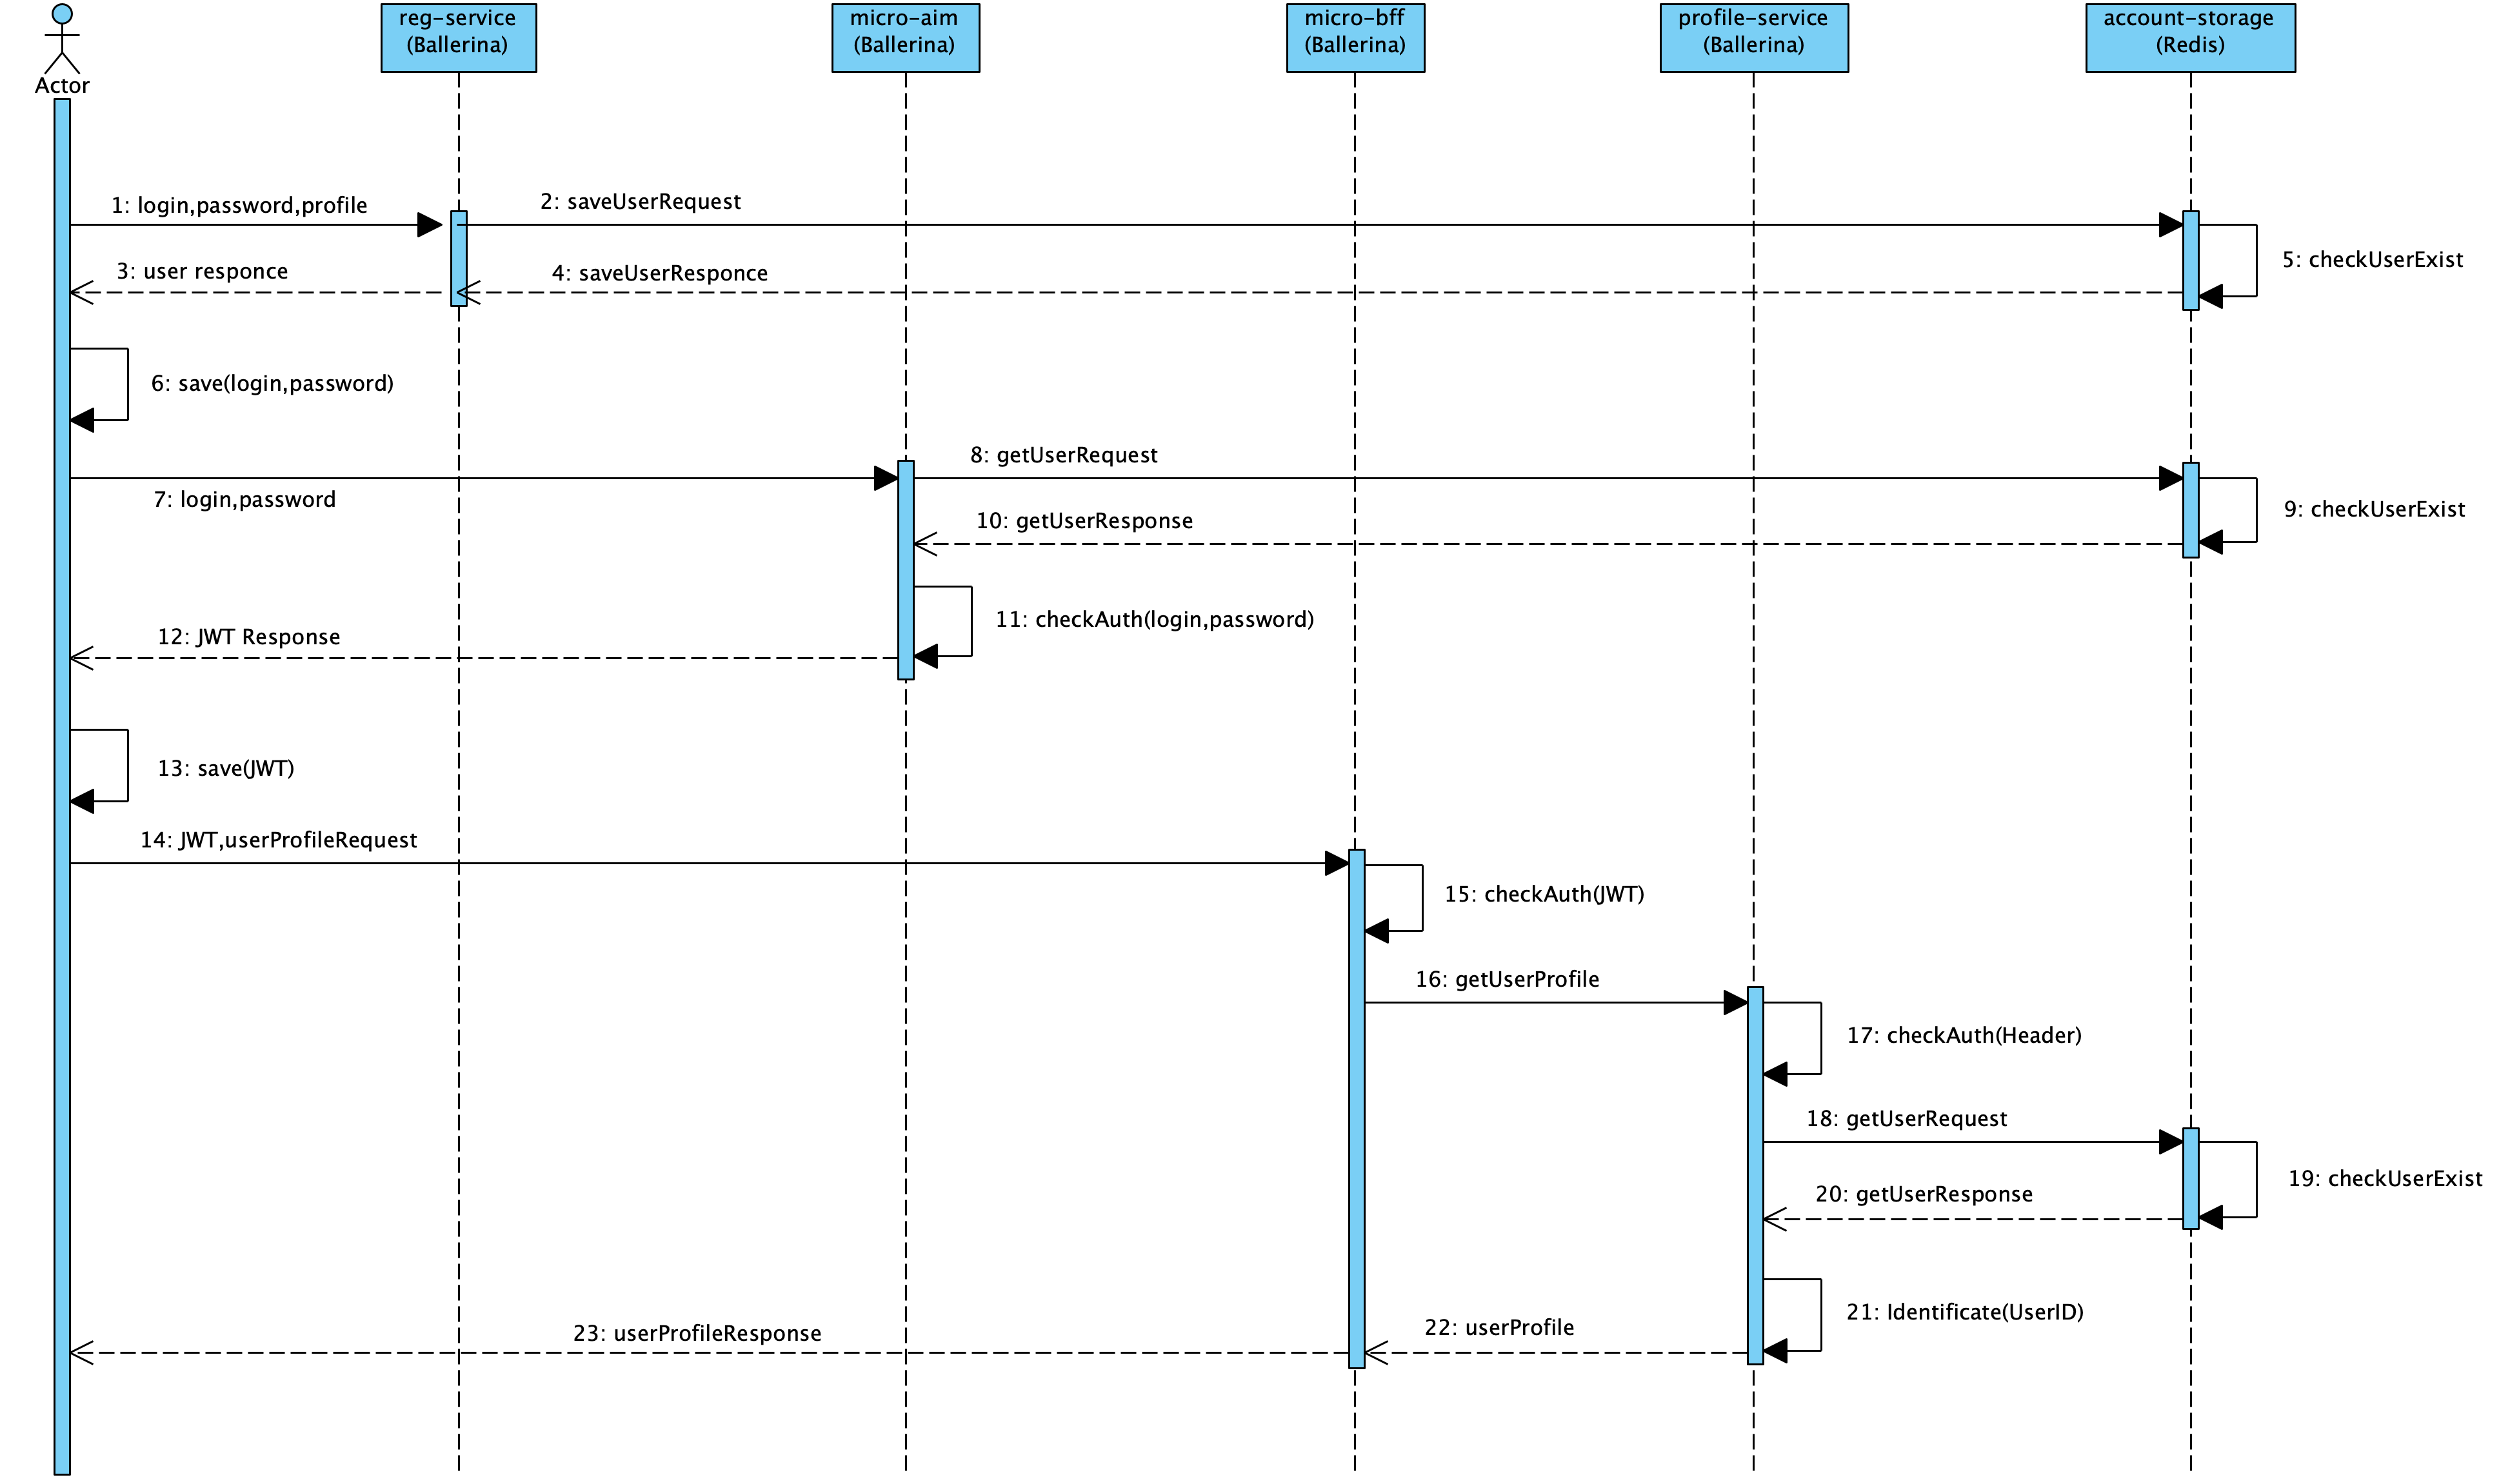 Actor
reg-service
(Ballerina)
micro-aim
(Ballerina)
micro-bff
(Ballerina)
profile-service
(Ballerina)
account-storage
(Redis)
1: login,password,profile
2: saveUserRequest
3: user responce
4: saveUserResponce
5: checkUserExist
6: save(login,password)
7: login,password
8: getUserRequest
9: checkUserExist
10: getUserResponse
11: checkAuth(login,password)
12: JWT Response
13: save(JWT)
14: JWT,userProfileRequest
15: checkAuth(JWT)
16: getUserProfile
17: checkAuth(Header)
18: getUserRequest
19: checkUserExist
20: getUserResponse
21: Identificate(UserID)
22: userProfile
23: userProfileResponse